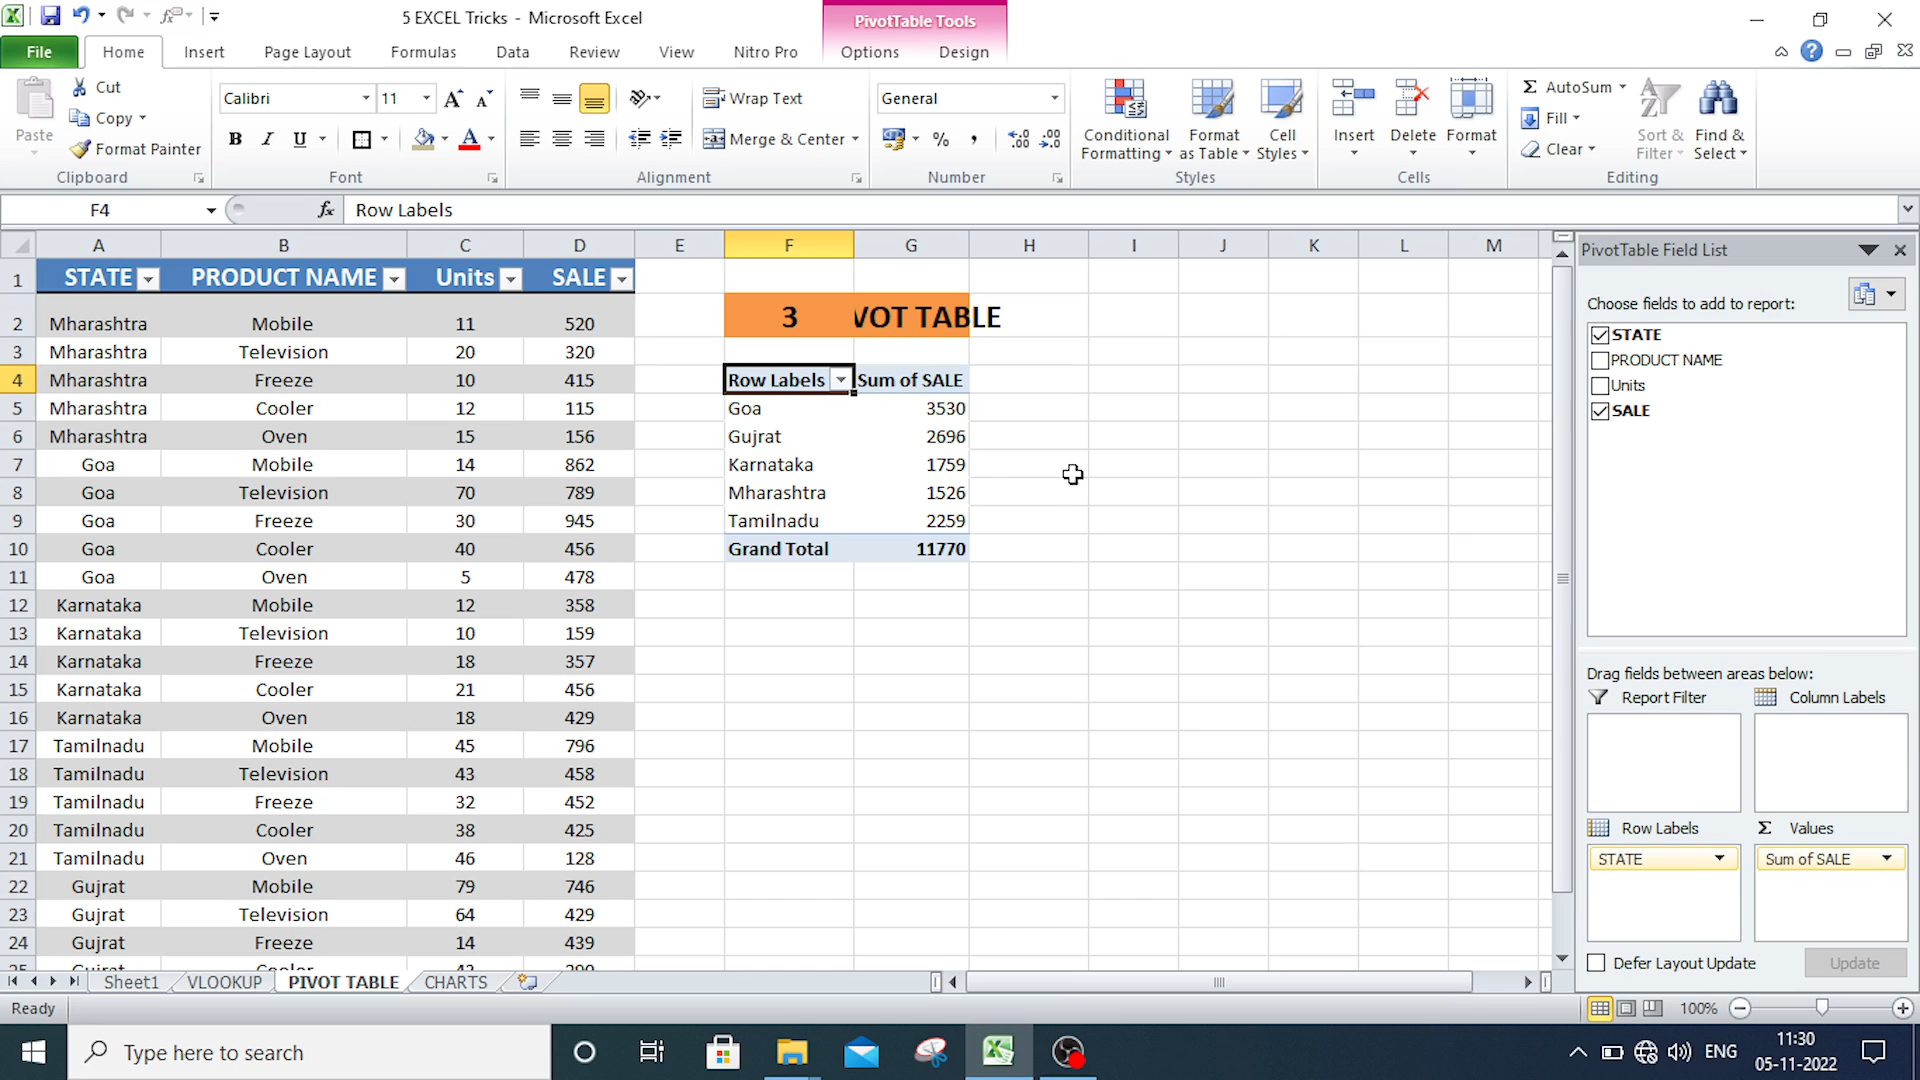 5 EXCEL Tricks - Microsoft Excel
PivotTable Tools
File Home Insert Page Layout Formulas Data Review View Nitro Pro Options Design
Paste
Cut
Copy
Format Painter
Clipboard
Calibri 11
B I U
Font
Wrap Text
Merge & Center
Alignment
General
% ,
Number
Conditional Formatting
Format as Table
Cell Styles
Styles
Insert Delete Format
Cells
Σ AutoSum
Fill
Clear
Sort & Filter
Find & Select
Editing
F4 fx Row Labels
A B C D E F G H I J K L M
1 STATE PRODUCT NAME Units SALE
2 Mharashtra Mobile 11 520 3 VOT TABLE
3 Mharashtra Television 20 320
4 Mharashtra Freeze 10 415 Row Labels Sum of SALE
5 Mharashtra Cooler 12 115 Goa 3530
6 Mharashtra Oven 15 156 Gujrat 2696
7 Goa Mobile 14 862 Karnataka 1759
8 Goa Television 70 789 Mharashtra 1526
9 Goa Freeze 30 945 Tamilnadu 2259
10 Goa Cooler 40 456 Grand Total 11770
11 Goa Oven 5 478
12 Karnataka Mobile 12 358
13 Karnataka Television 10 159
14 Karnataka Freeze 18 357
15 Karnataka Cooler 21 456
16 Karnataka Oven 18 429
17 Tamilnadu Mobile 45 796
18 Tamilnadu Television 43 458
19 Tamilnadu Freeze 32 452
20 Tamilnadu Cooler 38 425
21 Tamilnadu Oven 46 128
22 Gujrat Mobile 79 746
23 Gujrat Television 64 429
24 Gujrat Freeze 14 439
PivotTable Field List
Choose fields to add to report:
STATE
PRODUCT NAME
Units
SALE
Drag fields between areas below:
Report Filter Column Labels
Row Labels Σ Values
STATE Sum of SALE
Defer Layout Update Update
Sheet1 VLOOKUP PIVOT TABLE CHARTS
Ready 100%
Type here to search
ENG
11:30
05-11-2022